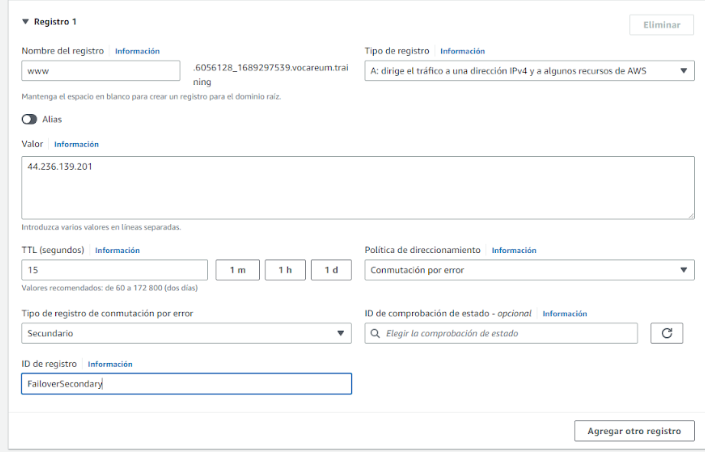 Registro 1
Eliminar
Nombre del registro Información
www
.6056128_1689297539.vocareum.trai
ning
Mantenga el espacio en blanco para crear un registro para el dominio raíz.
Tipo de registro Información
A: dirige el tráfico a una dirección IPv4 y a algunos recursos de AWS
Alias
Valor Información
44.236.139.201
Introduzca varios valores en líneas separadas.
TTL (segundos) Información
15
1 m
1 h
1 d
Valores recomendados: de 60 a 172 800 (dos días)
Política de direccionamiento Información
Conmutación por error
Tipo de registro de conmutación por error
Secundario
ID de comprobación de estado - opcional Información
Elegir la comprobación de estado
ID de registro Información
FailoverSecondary
Agregar otro registro